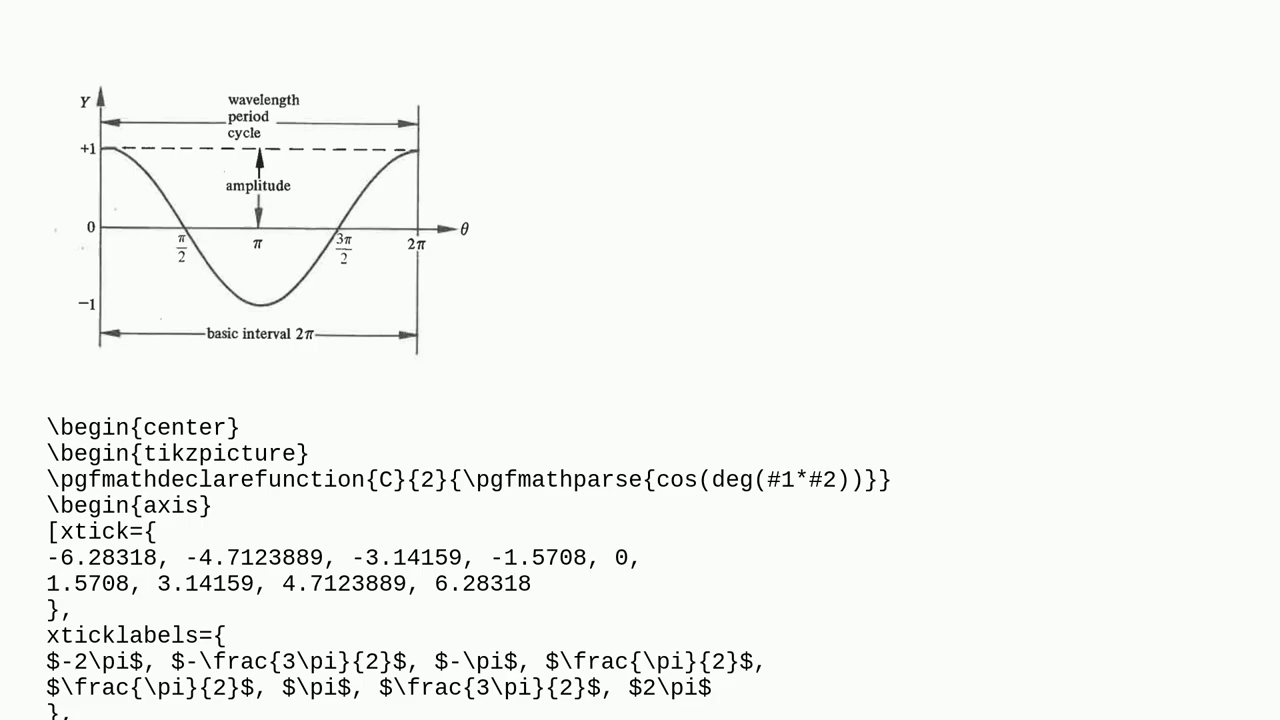 Y
wavelength
period
cycle
+1
amplitude
0
θ
π/2
π
3π/2
2π
−1
basic interval 2π
\begin{center}
\begin{tikzpicture}
\pgfmathdeclarefunction{C}{2}{\pgfmathparse{cos(deg(#1*#2))}}
\begin{axis}
[xtick={
-6.28318, -4.7123889, -3.14159, -1.5708, 0,
1.5708, 3.14159, 4.7123889, 6.28318
},
xticklabels={
$-2\pi$, $-\frac{3\pi}{2}$, $-\pi$, $\frac{\pi}{2}$,
$\frac{\pi}{2}$, $\pi$, $\frac{3\pi}{2}$, $2\pi$
},